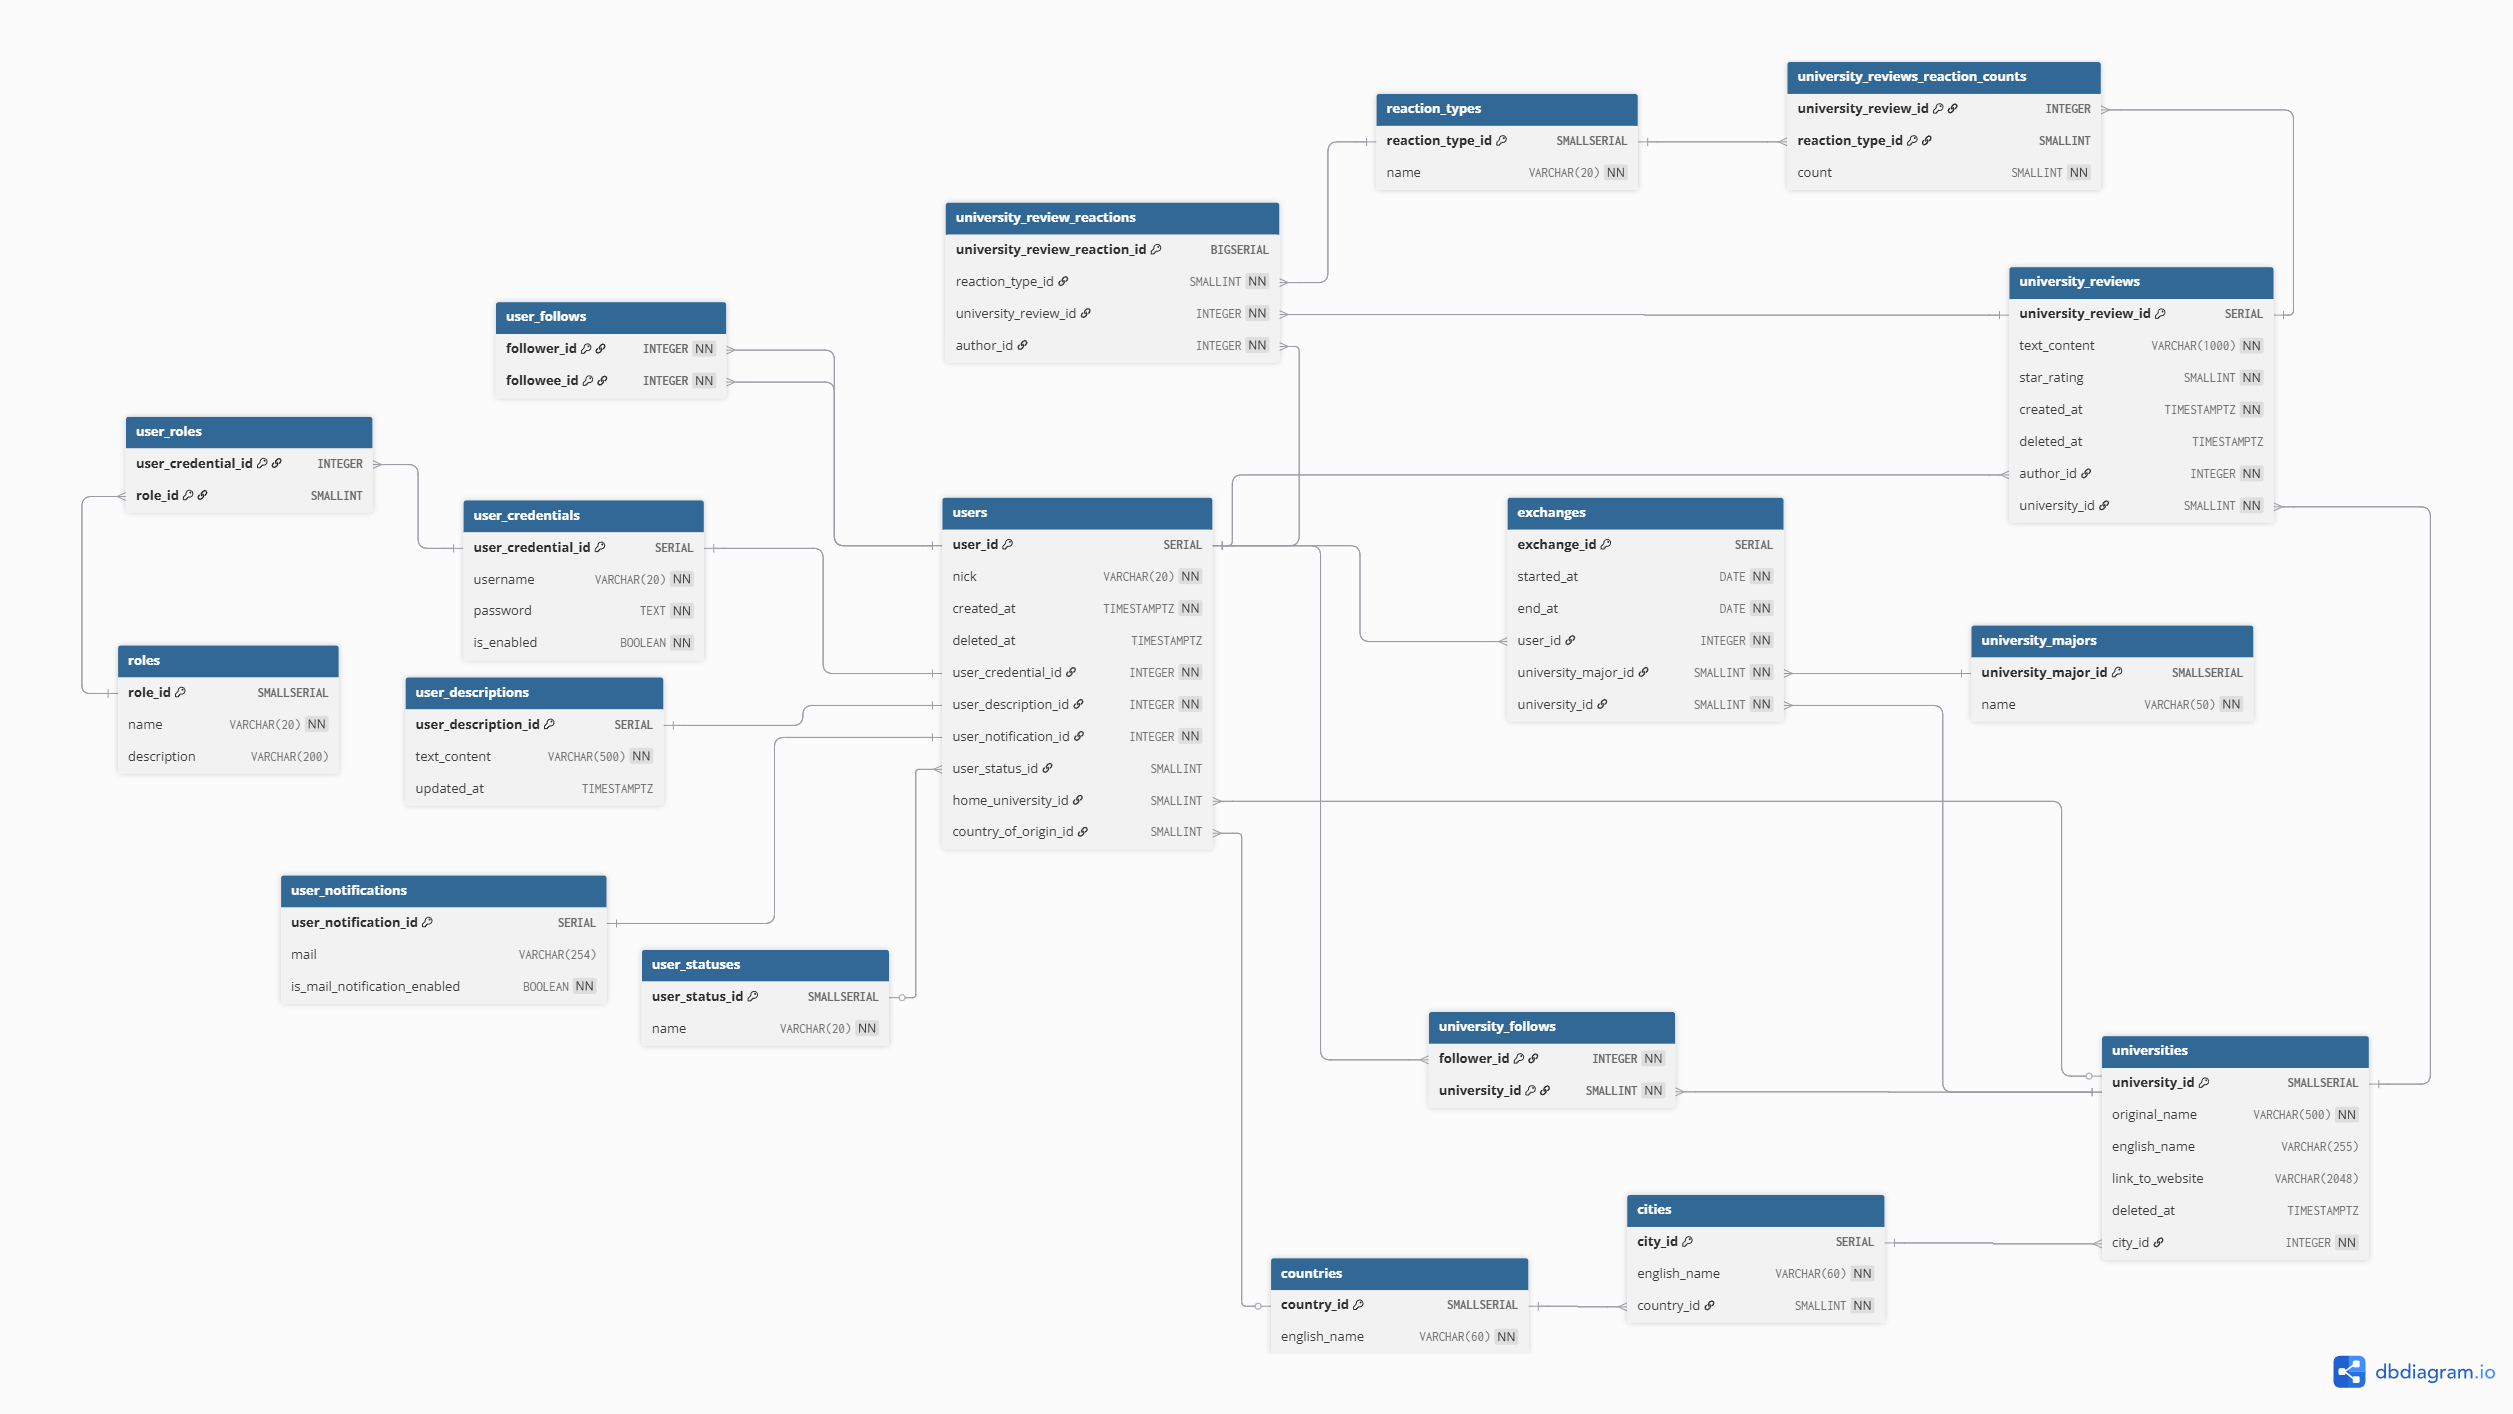 university_reviews_reaction_counts
university_review_id INTEGER
reaction_type_id SMALLINT
count SMALLINT NN
reaction_types
reaction_type_id SMALLSERIAL
name VARCHAR(20) NN
university_review_reactions
university_review_reaction_id BIGSERIAL
reaction_type_id SMALLINT NN
university_review_id INTEGER NN
author_id INTEGER NN
university_reviews
university_review_id SERIAL
text_content VARCHAR(1000) NN
star_rating SMALLINT NN
created_at TIMESTAMPTZ NN
deleted_at TIMESTAMPTZ
author_id INTEGER NN
university_id SMALLINT NN
user_follows
follower_id INTEGER NN
followee_id INTEGER NN
user_roles
user_credential_id INTEGER
role_id SMALLINT
user_credentials
user_credential_id SERIAL
username VARCHAR(20) NN
password TEXT NN
is_enabled BOOLEAN NN
users
user_id SERIAL
nick VARCHAR(20) NN
created_at TIMESTAMPTZ NN
deleted_at TIMESTAMPTZ
user_credential_id INTEGER NN
user_description_id INTEGER NN
user_notification_id INTEGER NN
user_status_id SMALLINT
home_university_id SMALLINT
country_of_origin_id SMALLINT
exchanges
exchange_id SERIAL
started_at DATE NN
end_at DATE NN
user_id INTEGER NN
university_major_id SMALLINT NN
university_id SMALLINT NN
university_majors
university_major_id SMALLSERIAL
name VARCHAR(50) NN
roles
role_id SMALLSERIAL
name VARCHAR(20) NN
description VARCHAR(200)
user_descriptions
user_description_id SERIAL
text_content VARCHAR(500) NN
updated_at TIMESTAMPTZ
user_notifications
user_notification_id SERIAL
mail VARCHAR(254)
is_mail_notification_enabled BOOLEAN NN
user_statuses
user_status_id SMALLSERIAL
name VARCHAR(20) NN
university_follows
follower_id INTEGER NN
university_id SMALLINT NN
universities
university_id SMALLSERIAL
original_name VARCHAR(500) NN
english_name VARCHAR(255)
link_to_website VARCHAR(2048)
deleted_at TIMESTAMPTZ
city_id INTEGER NN
cities
city_id SERIAL
english_name VARCHAR(60) NN
country_id SMALLINT NN
countries
country_id SMALLSERIAL
english_name VARCHAR(60) NN
dbdiagram.io